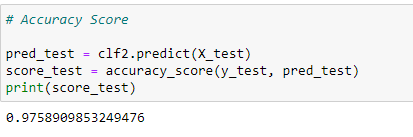 # Accuracy Score
pred_test = clf2.predict(X_test)
score_test = accuracy_score(y_test, pred_test)
print(score_test)
0.9758909853249476